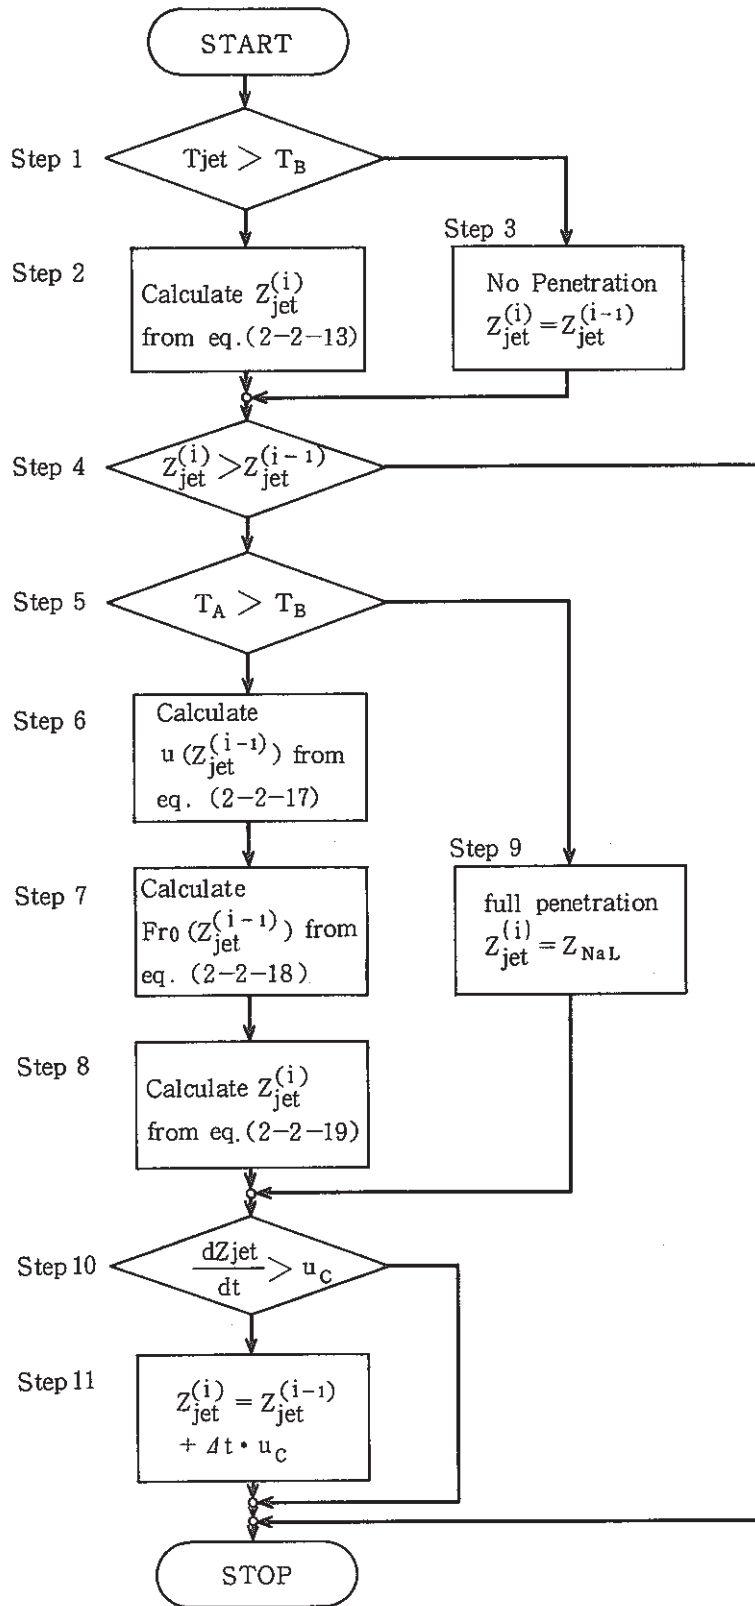 START
Step 1
Tjet > T_B
Step 2
Calculate Z_jet^(i)
from eq.(2-2-13)
Step 3
No Penetration
Z_jet^(i) = Z_jet^(i-1)
Step 4
Z_jet^(i) > Z_jet^(i-1)
Step 5
T_A > T_B
Step 6
Calculate
u (Z_jet^(i-1)) from
eq. (2-2-17)
Step 7
Calculate
Fr0 (Z_jet^(i-1)) from
eq. (2-2-18)
Step 8
Calculate Z_jet^(i)
from eq.(2-2-19)
Step 9
full penetration
Z_jet^(i) = Z_NaL
Step 10
dZjet
dt
> u_C
Step 11
Z_jet^(i) = Z_jet^(i-1)
+ Δt・u_C
STOP